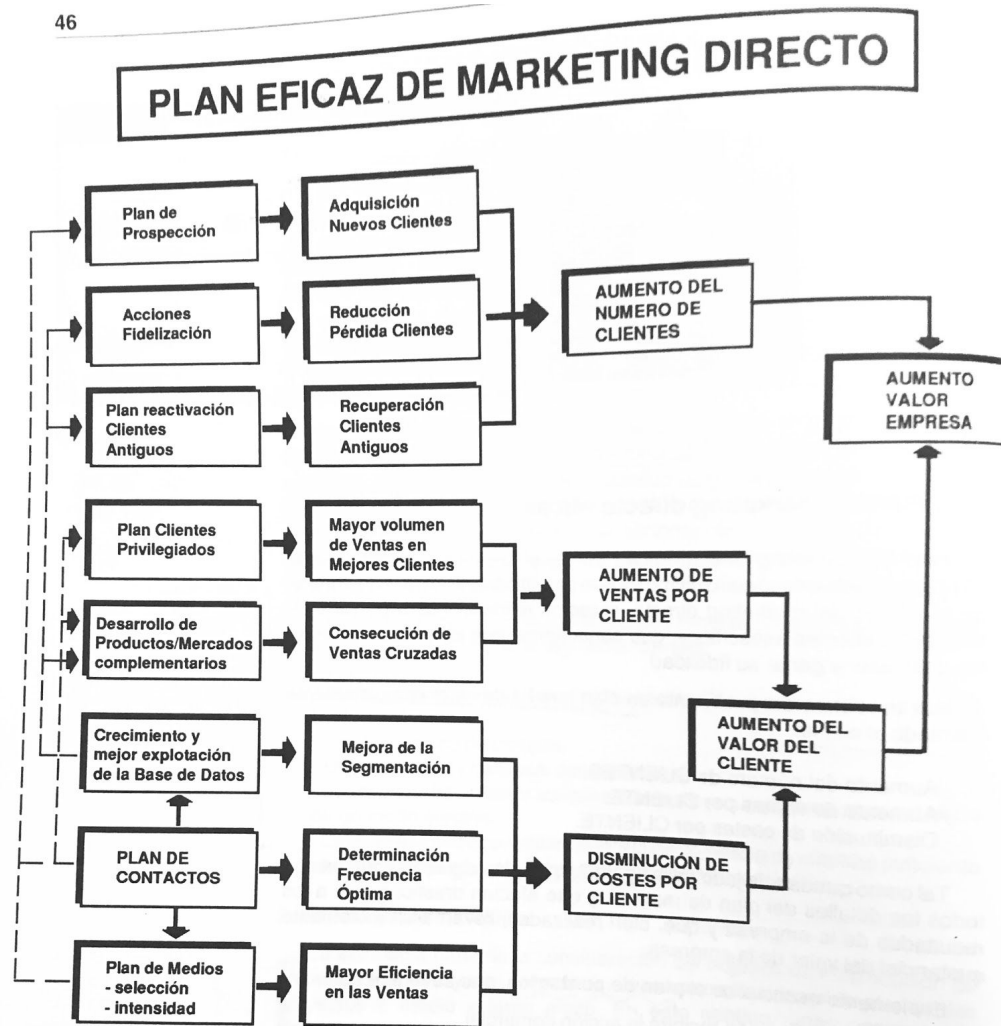 46
PLAN EFICAZ DE MARKETING DIRECTO
Plan de
Prospección
Adquisición
Nuevos Clientes
Acciones
Fidelización
Reducción
Pérdida Clientes
AUMENTO DEL
NUMERO DE
CLIENTES
AUMENTO
VALOR
EMPRESA
Plan reactivación
Clientes
Antiguos
Recuperación
Clientes
Antiguos
Plan Clientes
Privilegiados
Mayor volumen
de Ventas en
Mejores Clientes
AUMENTO DE
VENTAS POR
CLIENTE
Desarrollo de
Productos/Mercados
complementarios
Consecución de
Ventas Cruzadas
Crecimiento y
mejor explotación
de la Base de Datos
Mejora de la
Segmentación
AUMENTO DEL
VALOR DEL
CLIENTE
PLAN DE
CONTACTOS
Determinación
Frecuencia
Óptima
DISMINUCIÓN DE
COSTES POR
CLIENTE
Plan de Medios
- selección
- intensidad
Mayor Eficiencia
en las Ventas